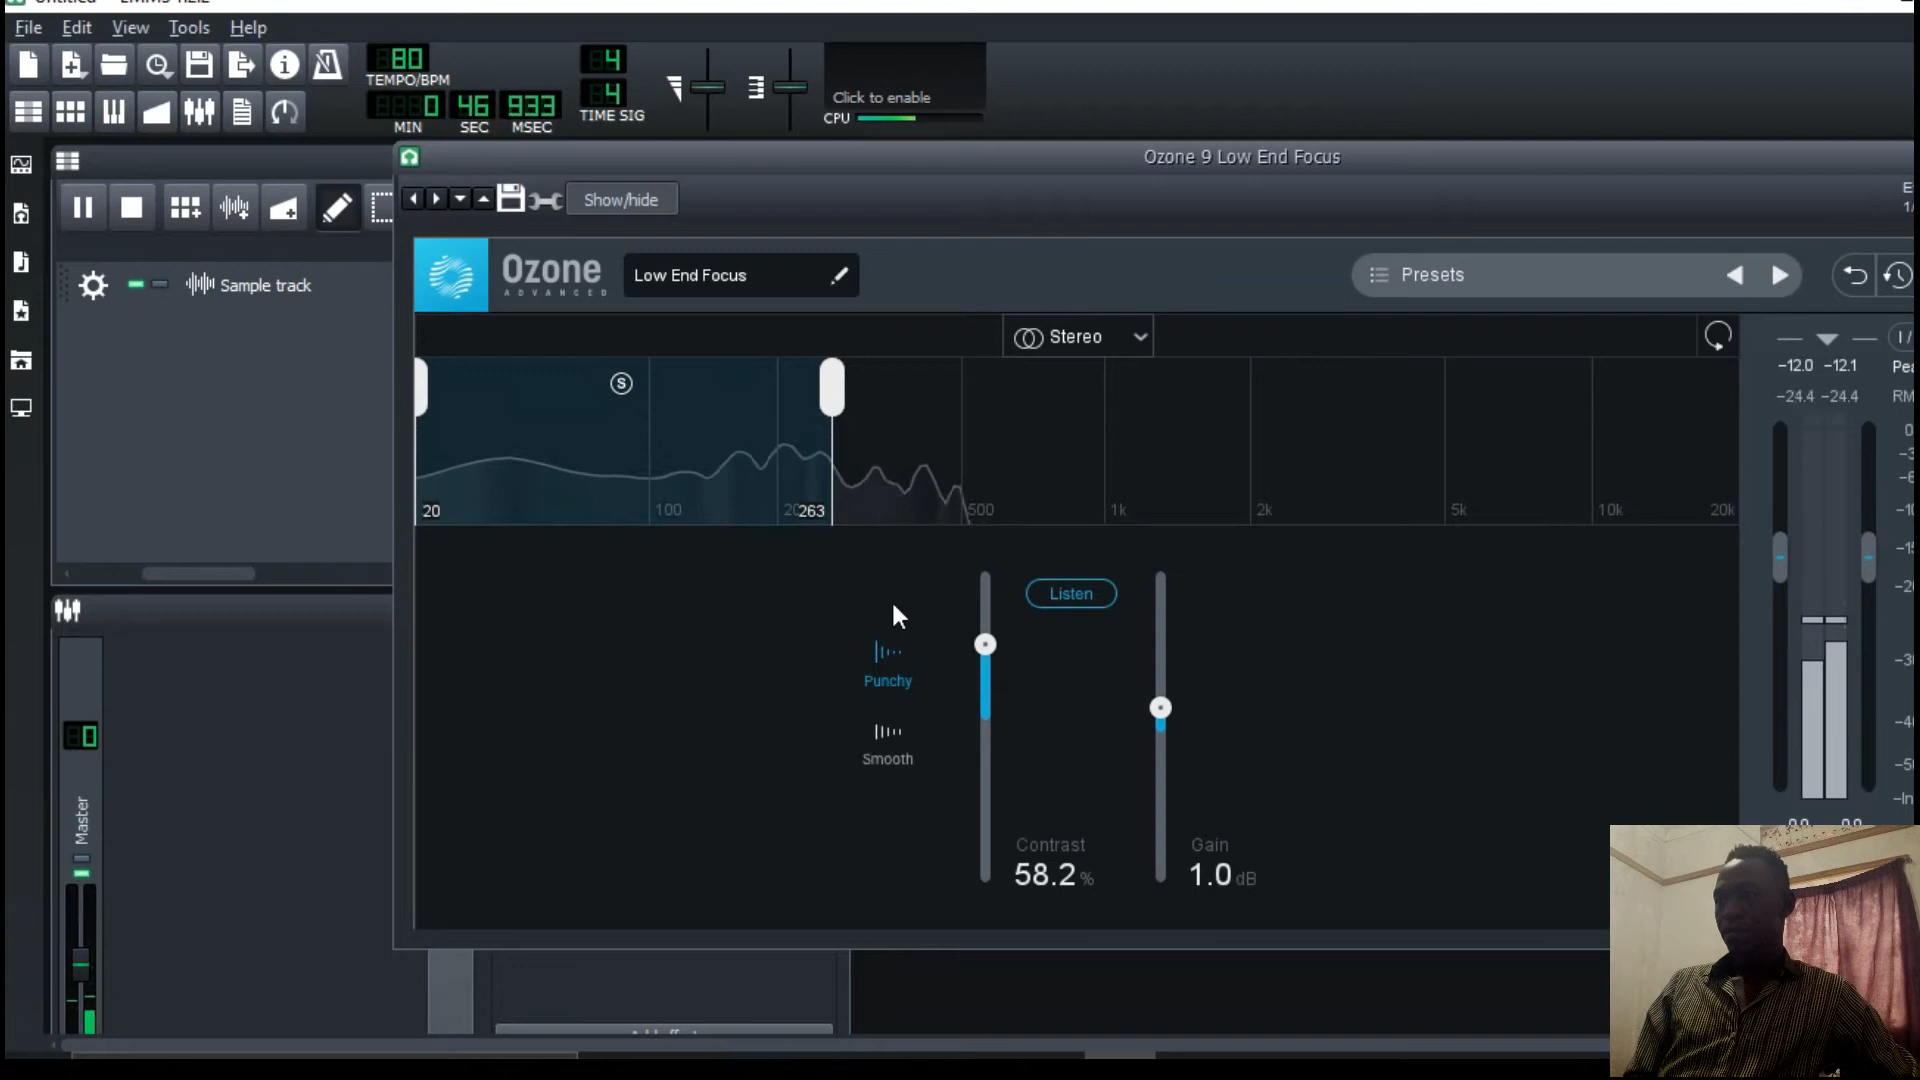 File Edit View Tools Help
80
TEMPO/BPM
4
4
TIME SIG
0 46 933
MIN SEC MSEC
Click to enable
CPU
Ozone 9 Low End Focus
Show/hide
Ozone
ADVANCED
Low End Focus
Presets
Sample track
Stereo
S
-12.0 -12.1
-24.4 -24.4
20 100 263 500 1k 2k 5k 10k 20k
Listen
Punchy
Smooth
Contrast
58.2 %
Gain
1.0 dB
0
Master